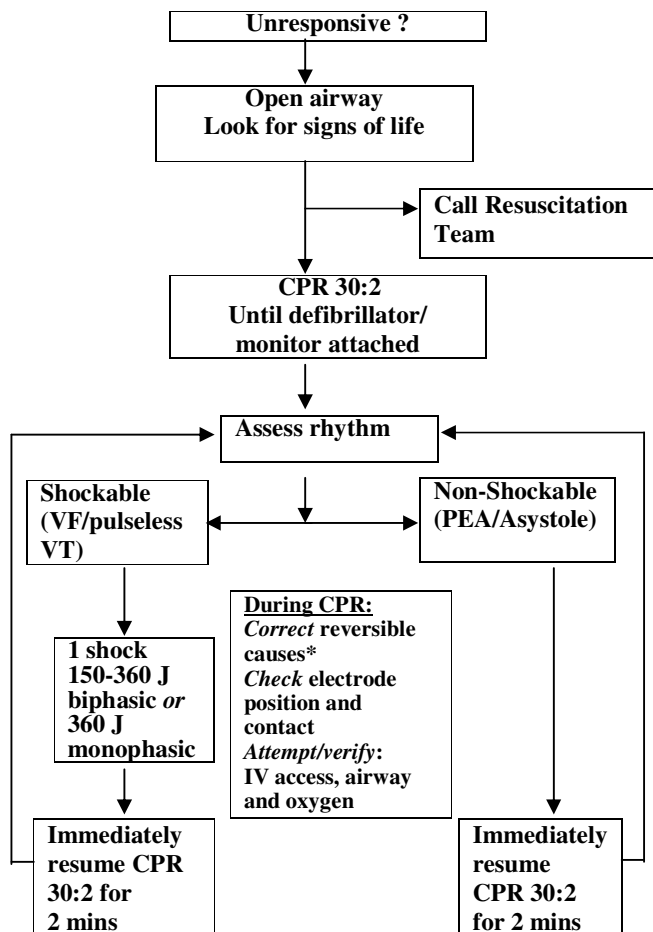 Unresponsive ?
Open airway
Look for signs of life
Call Resuscitation
Team
CPR 30:2
Until defibrillator/
monitor attached
Assess rhythm
Shockable
(VF/pulseless
VT)
Non-Shockable
(PEA/Asystole)
1 shock
150-360 J
biphasic or
360 J
monophasic
During CPR:
Correct reversible
causes*
Check electrode
position and
contact
Attempt/verify:
IV access, airway
and oxygen
Immediately
resume CPR
30:2 for
2 mins
Immediately
resume
CPR 30:2
for 2 mins